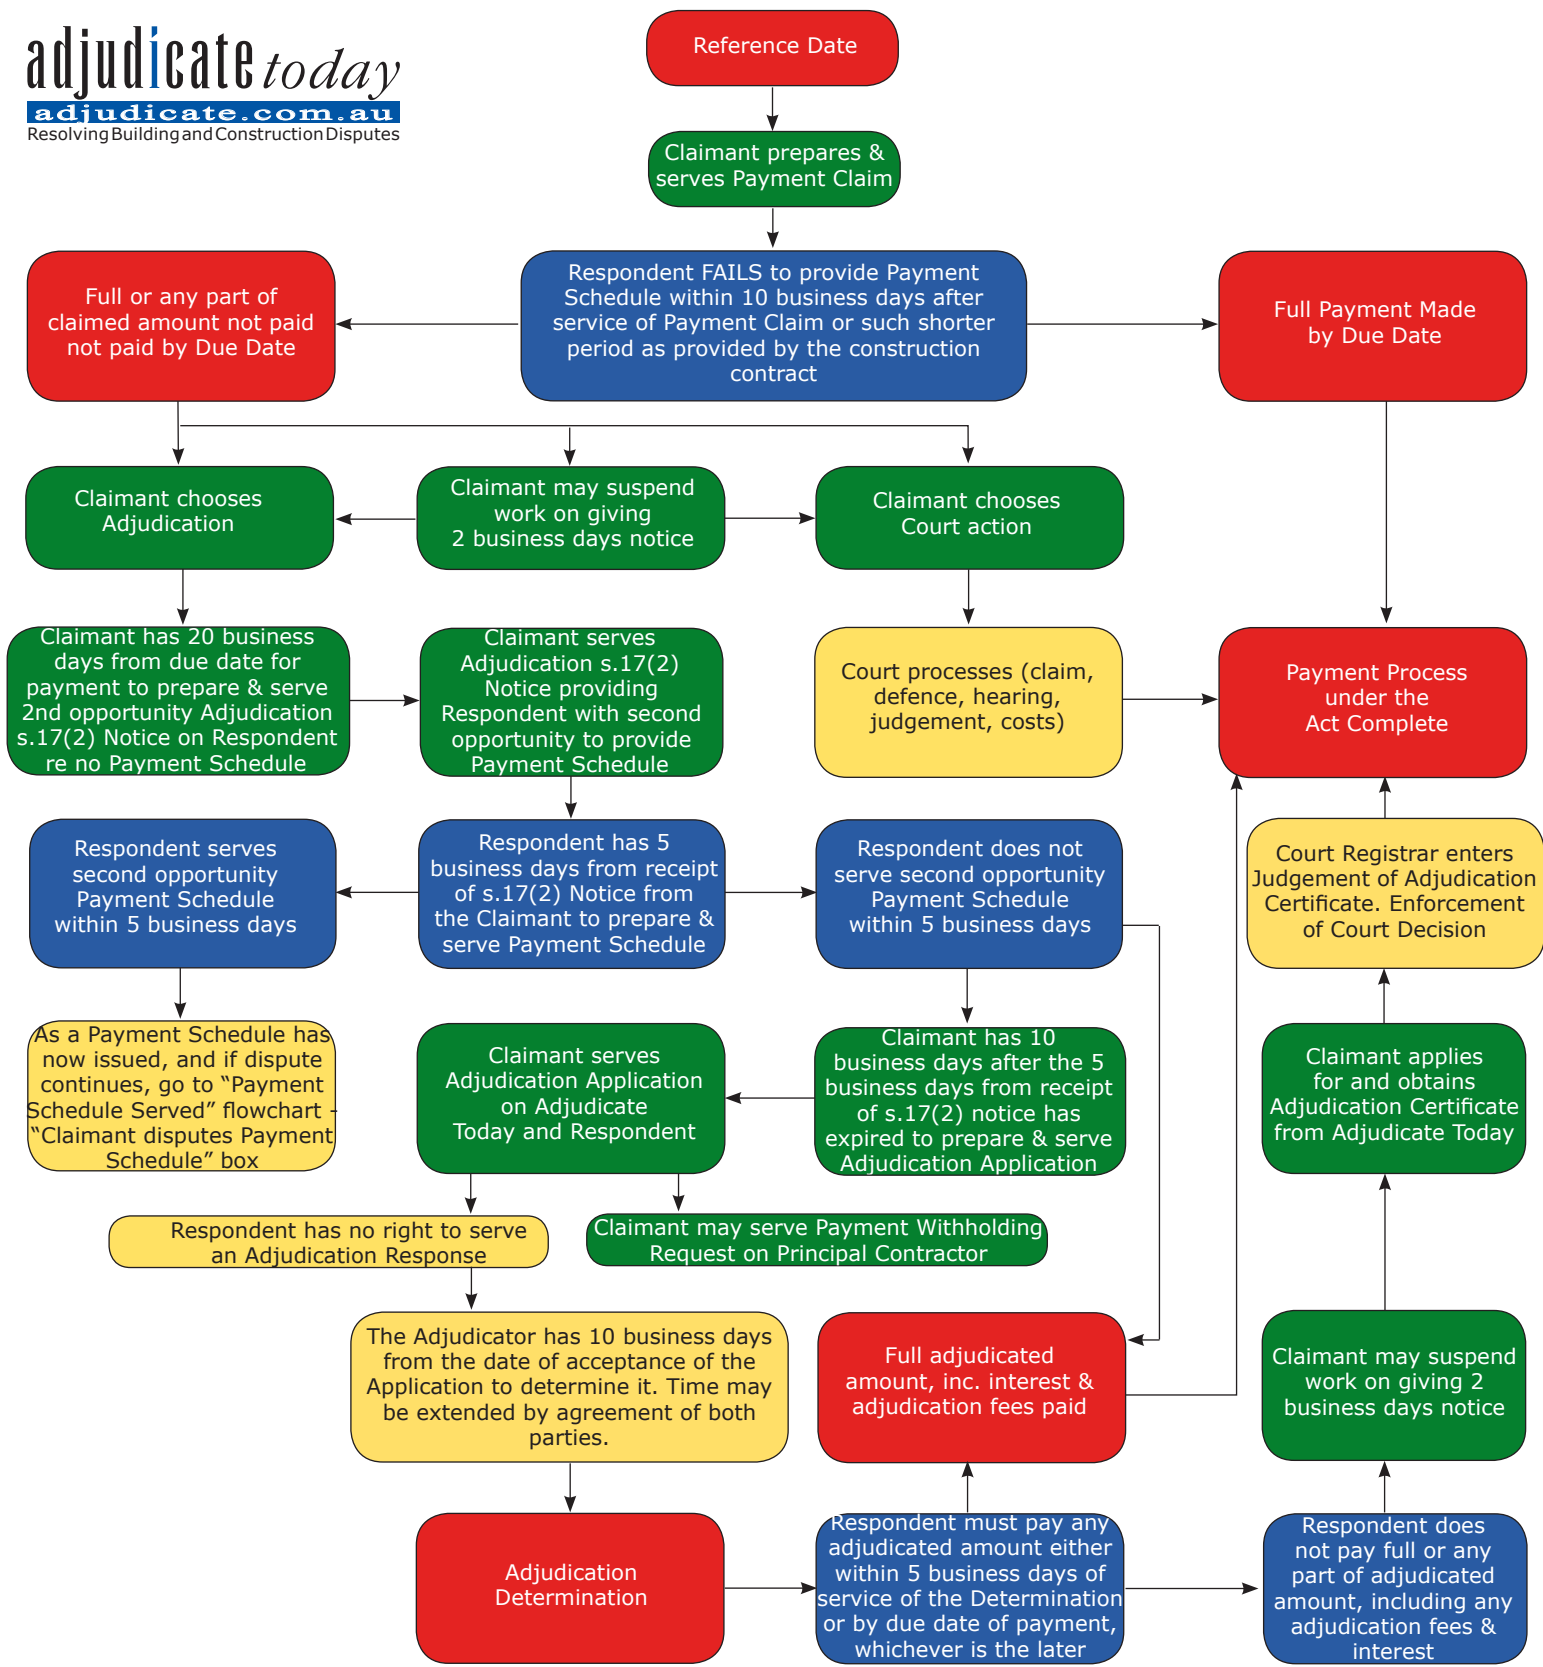 adjudicate today
adjudicate.com.au
Resolving Building and Construction Disputes
Reference Date
Claimant prepares &
serves Payment Claim
Full or any part of
claimed amount not paid
not paid by Due Date
Respondent FAILS to provide Payment
Schedule within 10 business days after
service of Payment Claim or such shorter
period as provided by the construction
contract
Full Payment Made
by Due Date
Claimant chooses
Adjudication
Claimant may suspend
work on giving
2 business days notice
Claimant chooses
Court action
Claimant has 20 business
days from due date for
payment to prepare & serve
2nd opportunity Adjudication
s.17(2) Notice on Respondent
re no Payment Schedule
Claimant serves
Adjudication s.17(2)
Notice providing
Respondent with second
opportunity to provide
Payment Schedule
Court processes (claim,
defence, hearing,
judgement, costs)
Payment Process
under the
Act Complete
Respondent serves
second opportunity
Payment Schedule
within 5 business days
Respondent has 5
business days from receipt
of s.17(2) Notice from
the Claimant to prepare &
serve Payment Schedule
Respondent does not
serve second opportunity
Payment Schedule
within 5 business days
Court Registrar enters
Judgement of Adjudication
Certificate. Enforcement
of Court Decision
As a Payment Schedule has
now issued, and if dispute
continues, go to “Payment
Schedule Served” flowchart -
“Claimant disputes Payment
Schedule” box
Claimant serves
Adjudication Application
on Adjudicate
Today and Respondent
Claimant has 10
business days after the 5
business days from receipt
of s.17(2) notice has
expired to prepare & serve
Adjudication Application
Claimant applies
for and obtains
Adjudication Certificate
from Adjudicate Today
Respondent has no right to serve
an Adjudication Response
Claimant may serve Payment Withholding
Request on Principal Contractor
The Adjudicator has 10 business days
from the date of acceptance of the
Application to determine it. Time may
be extended by agreement of both
parties.
Full adjudicated
amount, inc. interest &
adjudication fees paid
Claimant may suspend
work on giving 2
business days notice
Adjudication
Determination
Respondent must pay any
adjudicated amount either
within 5 business days of
service of the Determination
or by due date of payment,
whichever is the later
Respondent does
not pay full or any
part of adjudicated
amount, including any
adjudication fees &
interest